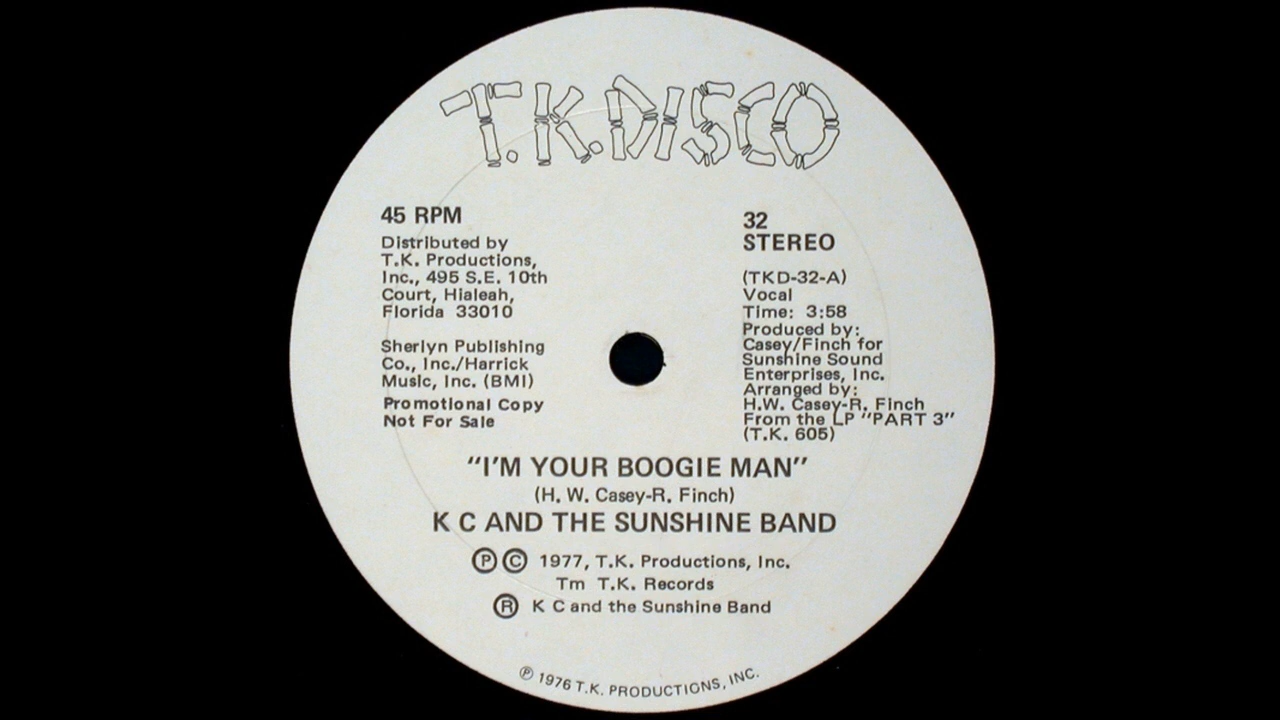 T.K. DISCO
45 RPM
Distributed by
T.K. Productions,
Inc., 495 S.E. 10th
Court, Hialeah,
Florida 33010
Sherlyn Publishing
Co., Inc./Harrick
Music, Inc. (BMI)
Promotional Copy
Not For Sale
32
STEREO
(TKD-32-A)
Vocal
Time: 3:58
Produced by:
Casey/Finch for
Sunshine Sound
Enterprises, Inc.
Arranged by:
H.W. Casey-R. Finch
From the LP "PART 3"
(T.K. 605)
"I'M YOUR BOOGIE MAN"
(H. W. Casey-R. Finch)
K C AND THE SUNSHINE BAND
Ⓟ Ⓒ 1977, T.K. Productions, Inc.
Tm T.K. Records
Ⓡ K C and the Sunshine Band
Ⓟ 1976 T.K. PRODUCTIONS, INC.